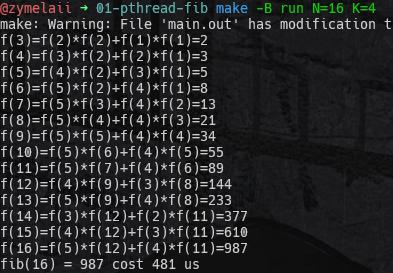 @zymelaii → 01-pthread-fib make -B run N=16 K=4
make: Warning: File 'main.out' has modification t
f(3)=f(2)*f(2)+f(1)*f(1)=2
f(4)=f(3)*f(2)+f(2)*f(1)=3
f(5)=f(4)*f(2)+f(3)*f(1)=5
f(6)=f(5)*f(2)+f(4)*f(1)=8
f(7)=f(5)*f(3)+f(4)*f(2)=13
f(8)=f(5)*f(4)+f(4)*f(3)=21
f(9)=f(5)*f(5)+f(4)*f(4)=34
f(10)=f(5)*f(6)+f(4)*f(5)=55
f(11)=f(5)*f(7)+f(4)*f(6)=89
f(12)=f(4)*f(9)+f(3)*f(8)=144
f(13)=f(5)*f(9)+f(4)*f(8)=233
f(14)=f(3)*f(12)+f(2)*f(11)=377
f(15)=f(4)*f(12)+f(3)*f(11)=610
f(16)=f(5)*f(12)+f(4)*f(11)=987
fib(16) = 987 cost 481 us